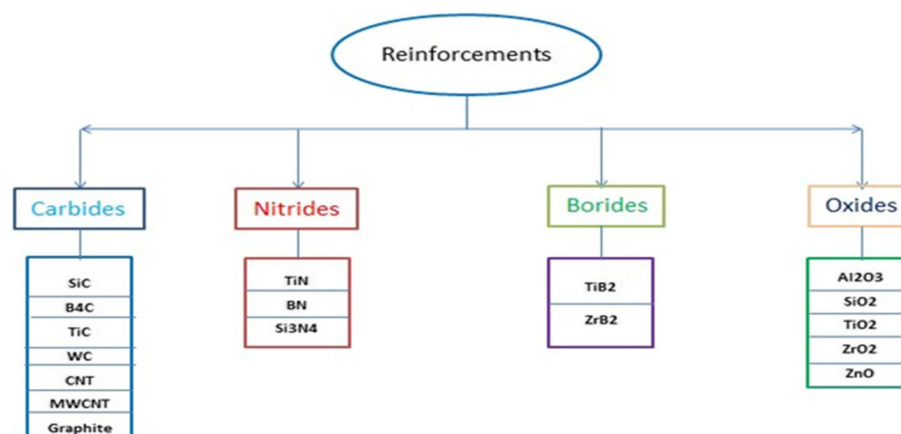 Reinforcements
Carbides
Nitrides
Borides
Oxides
SiC
B4C
TiC
WC
CNT
MWCNT
Graphite
TiN
BN
Si3N4
TiB2
ZrB2
Al2O3
SiO2
TiO2
ZrO2
ZnO